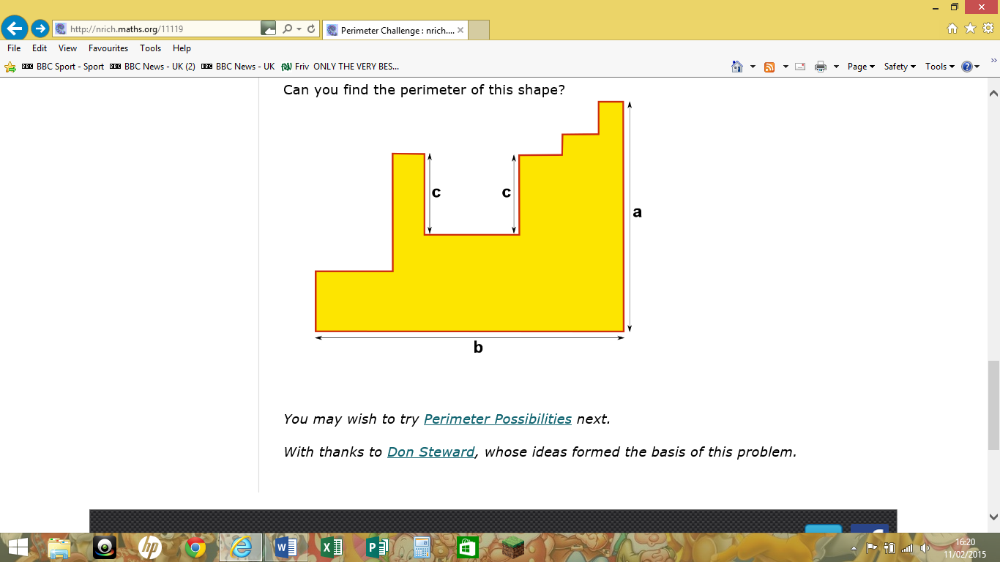 http://nrich.maths.org/11119
Perimeter Challenge : nrich....
File Edit View Favourites Tools Help
BBC Sport - Sport BBC News - UK (2) BBC News - UK Friv ONLY THE VERY BES...
Page Safety Tools
Can you find the perimeter of this shape?
c
c
a
b
You may wish to try Perimeter Possibilities next.
With thanks to Don Steward, whose ideas formed the basis of this problem.
16:20
11/02/2015